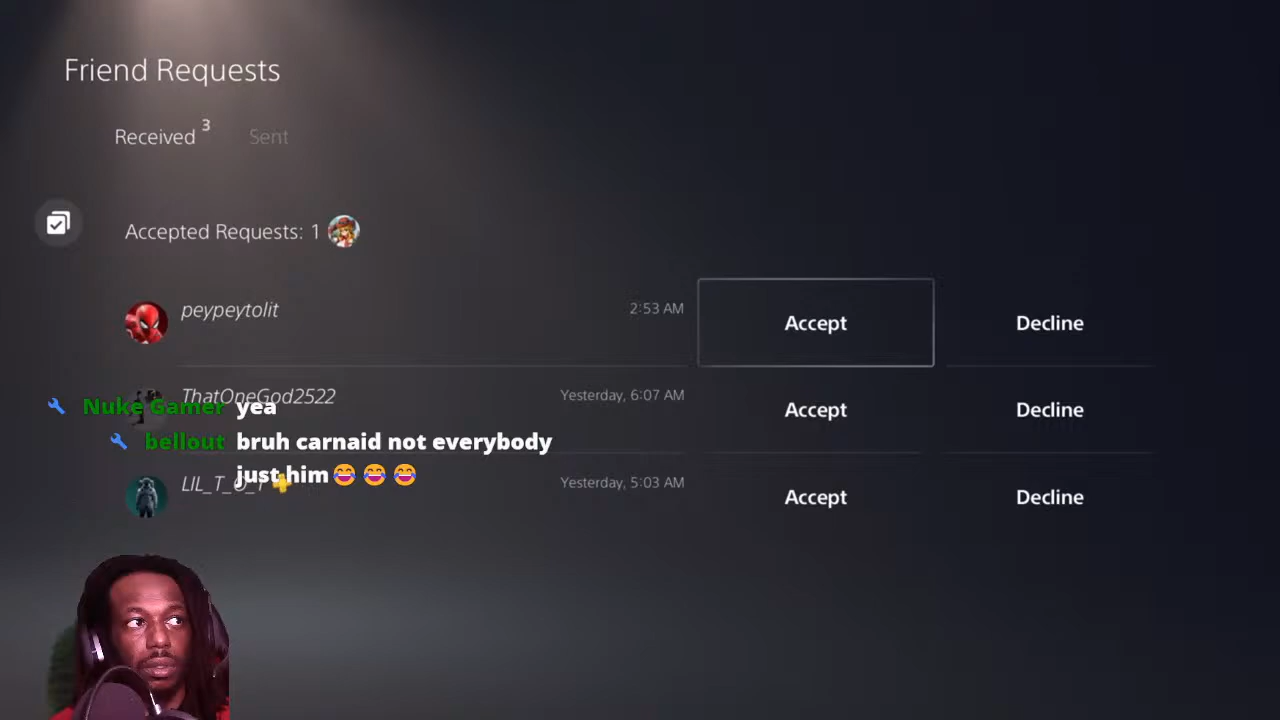 Friend Requests
Received 3 Sent
Accepted Requests: 1
peypeytolit 2:53 AM Accept Decline
ThatOneGod2522 Yesterday, 6:07 AM Accept Decline
Nuke Gamer yea
bellout bruh carnaid not everybody
just him😂😂😂
Yesterday, 5:03 AM Accept Decline